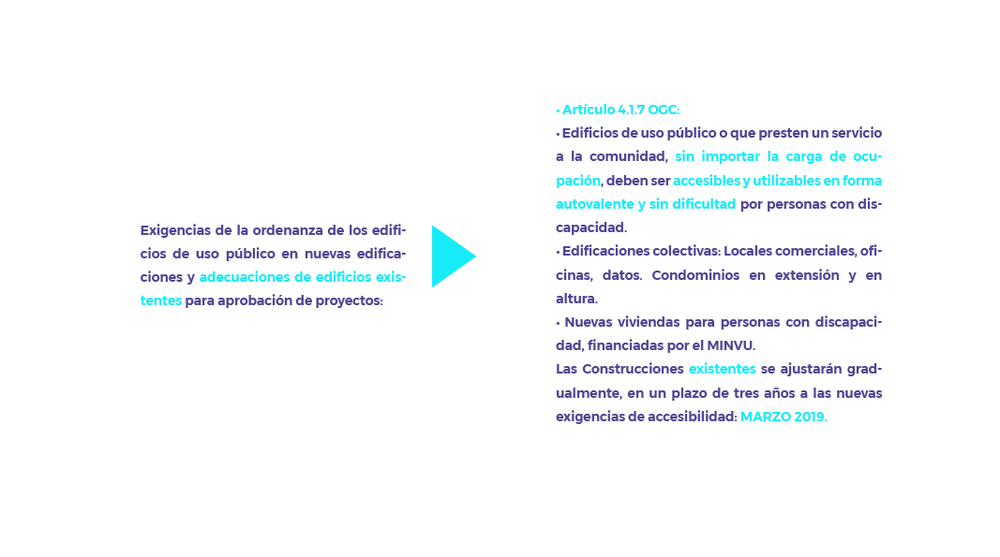 Exigencias de la ordenanza de los edifi-
cios de uso público en nuevas edifica-
ciones y adecuaciones de edificios exis-
tentes para aprobación de proyectos:
• Artículo 4.1.7 OGC:
• Edificios de uso público o que presten un servicio
a la comunidad, sin importar la carga de ocu-
pación, deben ser accesibles y utilizables en forma
autovalente y sin dificultad por personas con dis-
capacidad.
• Edificaciones colectivas: Locales comerciales, ofi-
cinas, datos. Condominios en extensión y en
altura.
• Nuevas viviendas para personas con discapaci-
dad, financiadas por el MINVU.
Las Construcciones existentes se ajustarán grad-
ualmente, en un plazo de tres años a las nuevas
exigencias de accesibilidad: MARZO 2019.